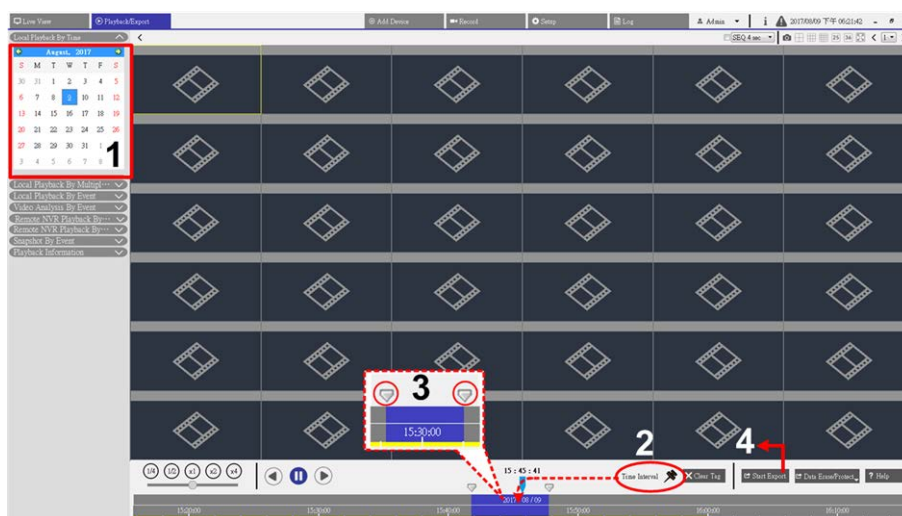 Live View Playback/Export Add Device Record Setup Log Admin i 2017/08/09 下午 06:21:42
Local Playback By Time
SEQ 4 sec 25 36 1
August, 2017
S M T W T F S
30 31 1 2 3 4 5
6 7 8 9 10 11 12
13 14 15 16 17 18 19
20 21 22 23 24 25 26
27 28 29 30 31 1
3 4 5 6 7 8
1
Local Playback By Multipl...
Local Playback By Event
Video Analysis By Event
Remote NVR Playback By...
Remote NVR Playback By...
Snapshot By Event
Playback Information
3
15:30:00
2
4
1/4 1/2 x1 x2 x4
15 : 45 : 41
Time Interval Clear Tag Start Export Data Erase/Protect ? Help
2017 / 08 / 09
15:20:00 15:30:00 15:40:00 15:50:00 16:00:00 16:10:00